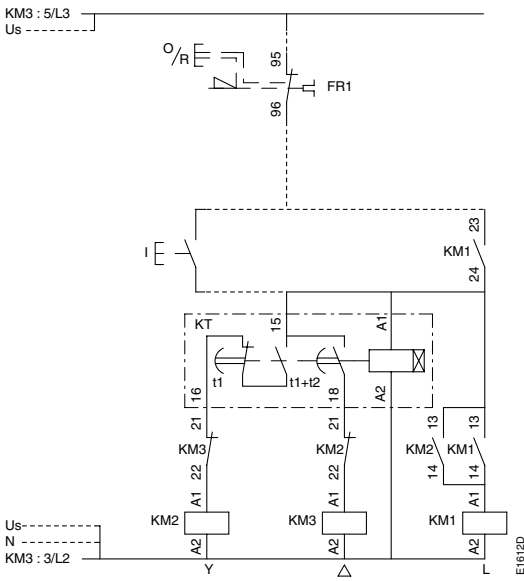 KM3 : 5/L3
Us
O/R
95
FR1
96
23
I
KM1
24
KT
15
A1
t1
t1+t2
16
18
A2
21
21
13
13
KM3
KM2
KM2
KM1
22
22
14
14
A1
A1
A1
KM2
KM3
KM1
Us
N
A2
A2
A2
KM3 : 3/L2
Y
△
L
E1612D